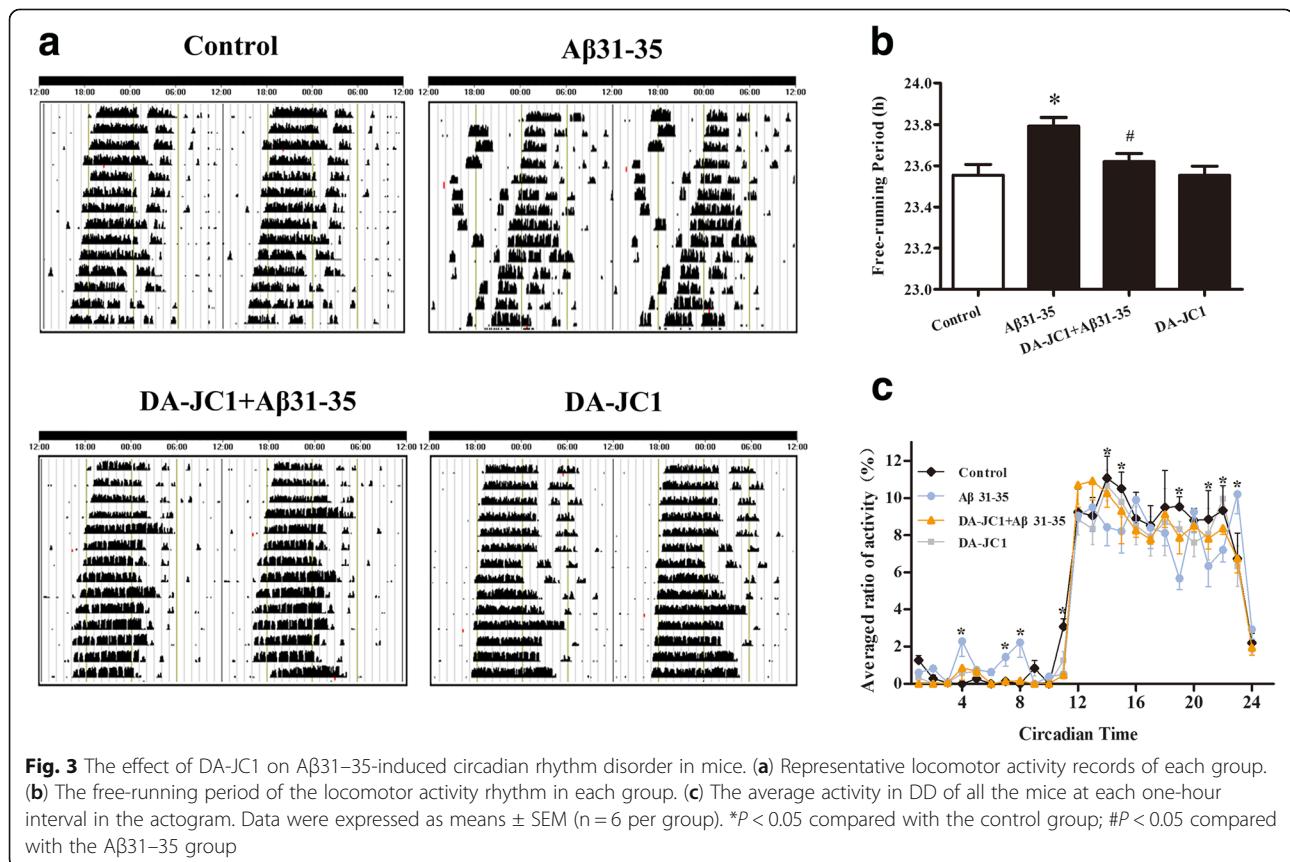 a
Control
Aβ31-35
12:00 18:00 00:00 06:00 12:00 18:00 00:00 06:00 12:00
12:00 18:00 00:00 06:00 12:00 18:00 00:00 06:00 12:00
DA-JC1+Aβ31-35
DA-JC1
12:00 18:00 00:00 06:00 12:00 18:00 00:00 06:00 12:00
12:00 18:00 00:00 06:00 12:00 18:00 00:00 06:00 12:00
b
Free-running Period (h)
24.0
23.8
23.6
23.4
23.2
23.0
*
#
Control
Aβ31-35
DA-JC1+Aβ31-35
DA-JC1
c
Averaged ratio of activity (%)
12
10
8
6
4
2
0
Control
Aβ 31-35
DA-JC1+Aβ 31-35
DA-JC1
* * * * * * * * * *
4 8 12 16 20 24
Circadian Time
Fig. 3 The effect of DA-JC1 on Aβ31–35-induced circadian rhythm disorder in mice. (a) Representative locomotor activity records of each group.
(b) The free-running period of the locomotor activity rhythm in each group. (c) The average activity in DD of all the mice at each one-hour
interval in the actogram. Data were expressed as means ± SEM (n = 6 per group). *P < 0.05 compared with the control group; #P < 0.05 compared
with the Aβ31–35 group